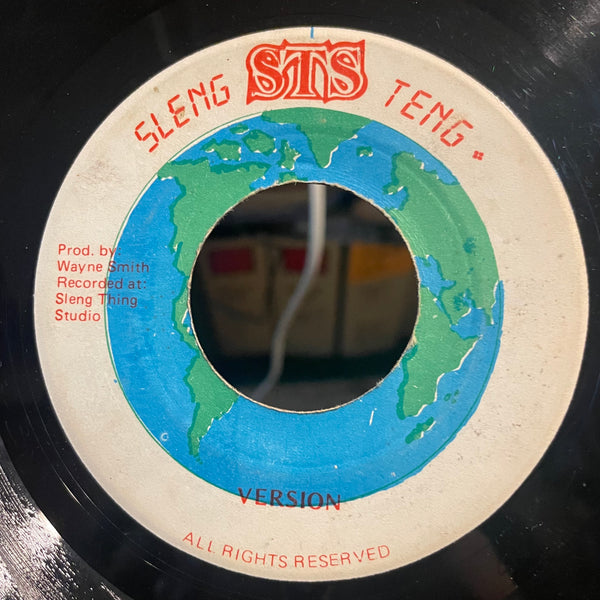 SLENG STS TENG
Prod. by:
Wayne Smith
Recorded at:
Sleng Thing
Studio
VERSION
ALL RIGHTS RESERVED